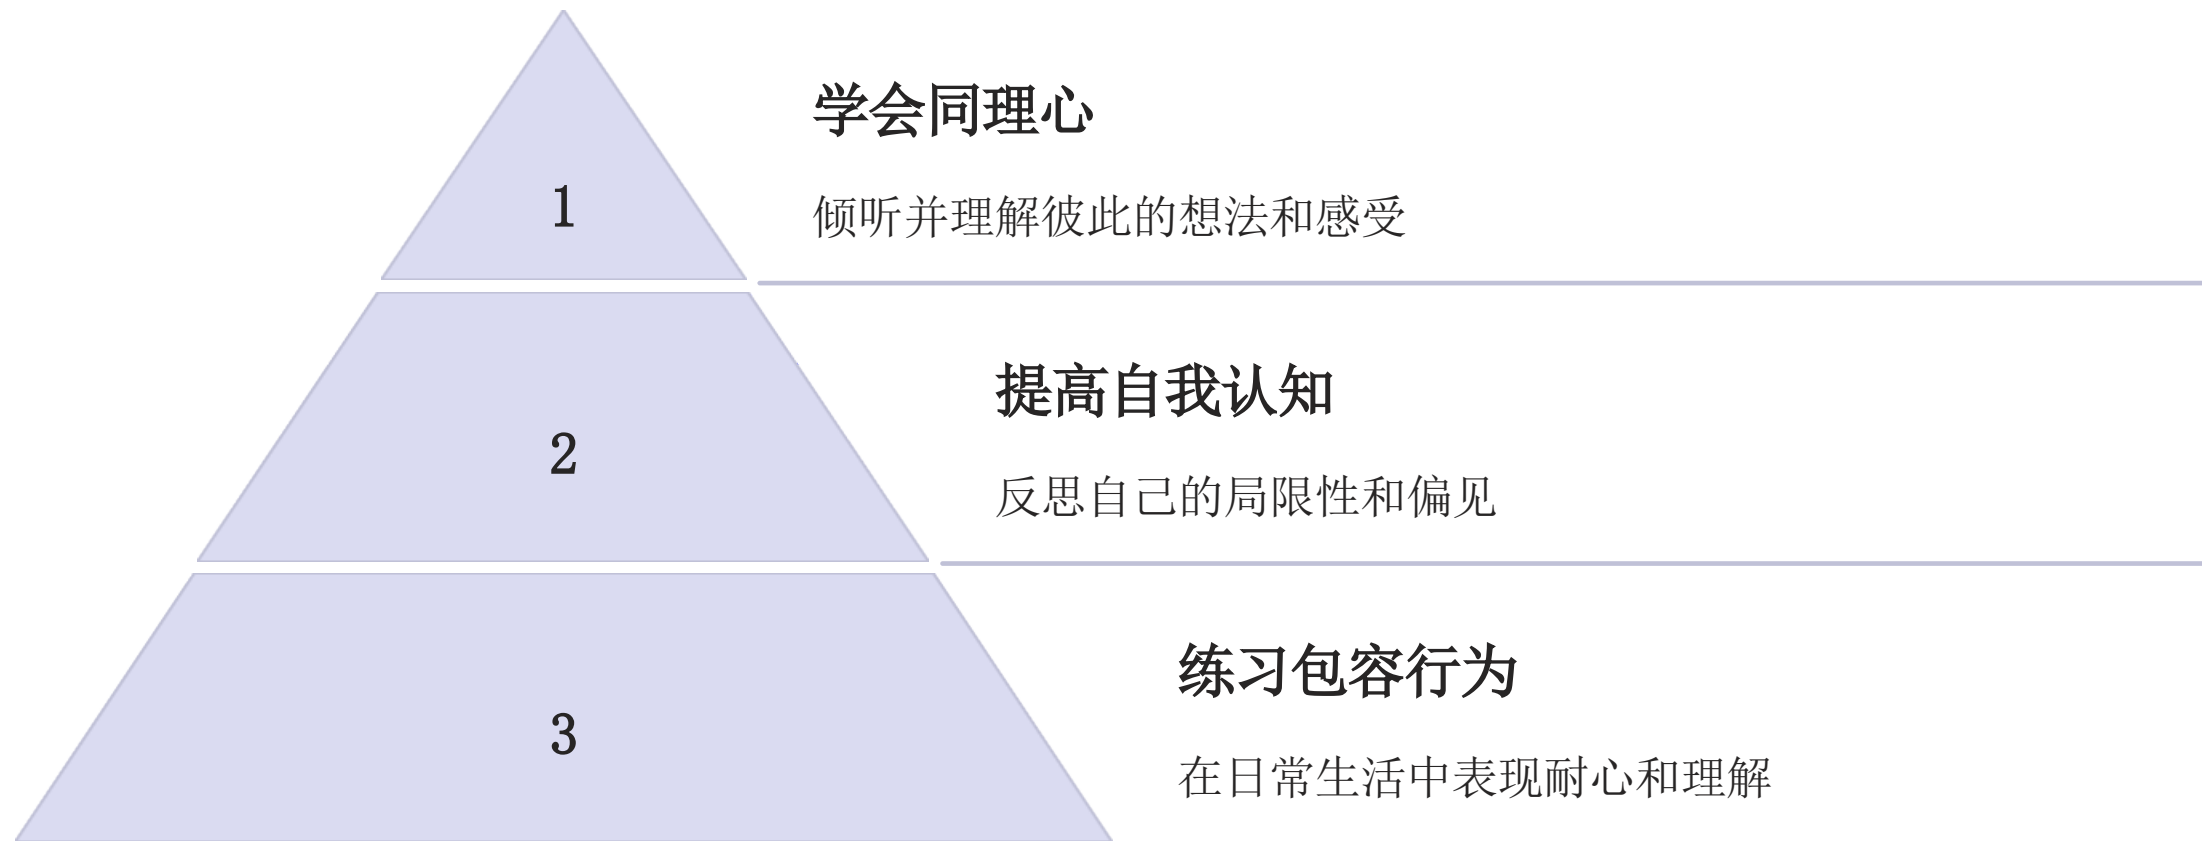 1
学会同理心
倾听并理解彼此的想法和感受
2
提高自我认知
反思自己的局限性和偏见
3
练习包容行为
在日常生活中表现耐心和理解